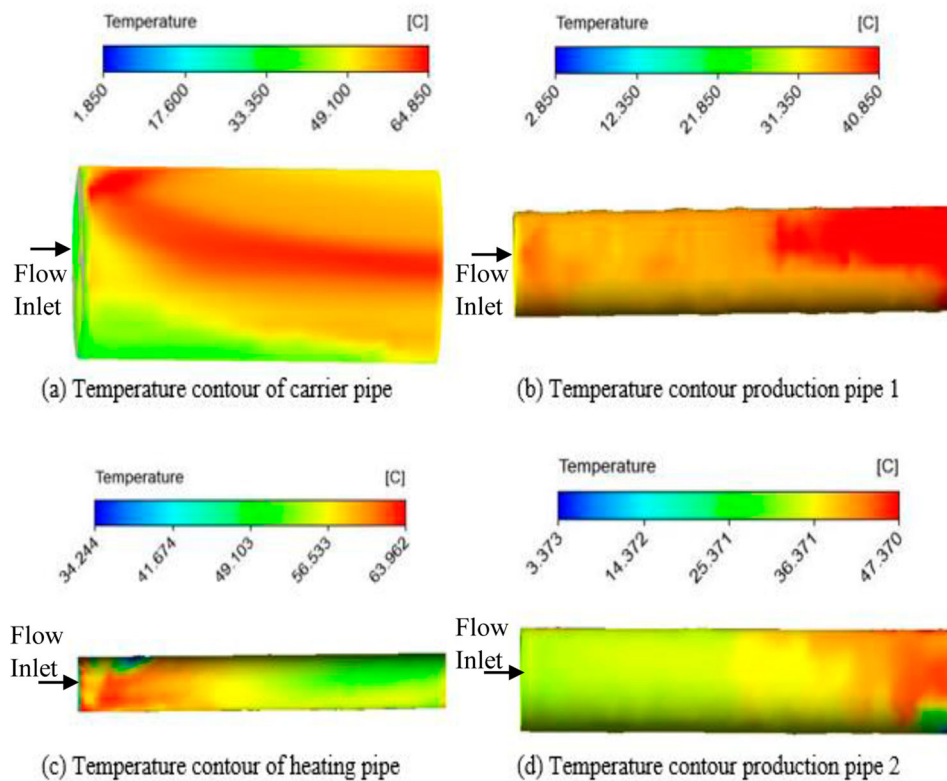 Temperature [C]
1.850 17.600 33.350 49.100 64.850
Flow
Inlet
(a) Temperature contour of carrier pipe
Temperature [C]
2.850 12.350 21.850 31.350 40.850
Flow
Inlet
(b) Temperature contour production pipe 1
Temperature [C]
34.244 41.674 49.103 56.533 63.962
Flow
Inlet
(c) Temperature contour of heating pipe
Temperature [C]
3.373 14.372 25.371 36.371 47.370
Flow
Inlet
(d) Temperature contour production pipe 2